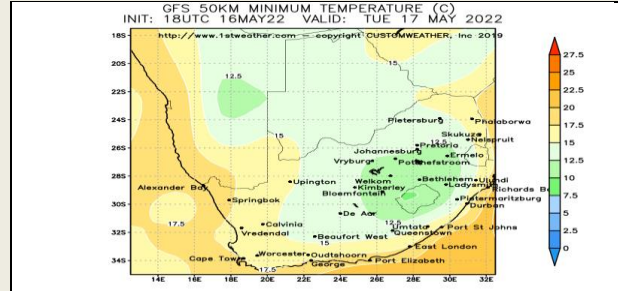 GFS 50KM MINIMUM TEMPERATURE (C)
INIT: 18UTC 16MAY22 VALID: TUE 17 MAY 2022
http://www.1stweather.com — copyright CUSTOMWEATHER, Inc 2019
18S
20S
22S
24S
26S
28S
30S
32S
34S
12.5
15
15
Pietersburg
Phalaborwa
Skukuza
12.5
Nelspruit
Pretoria
Johannesburg
Ermelo
Vryburg
Potchefstroom
Welkom
Bethlehem
Ulundi
Alexander Bay
Upington
Kimberley
Ladysmith
Richards B
Bloemfontein
Springbok
Pietermaritzburg
Durban
De Aar
17.5
Calvinia
12.5
Umtata
Port St Johns
Vredendal
Beaufort West
Queenstown
15
East London
Cape Town
Worcester
Oudtshoorn
George
Port Elizabeth
17.5
14E
16E
18E
20E
22E
24E
26E
28E
30E
32E
27.5
25
22.5
20
17.5
15
12.5
10
7.5
5
2.5
0